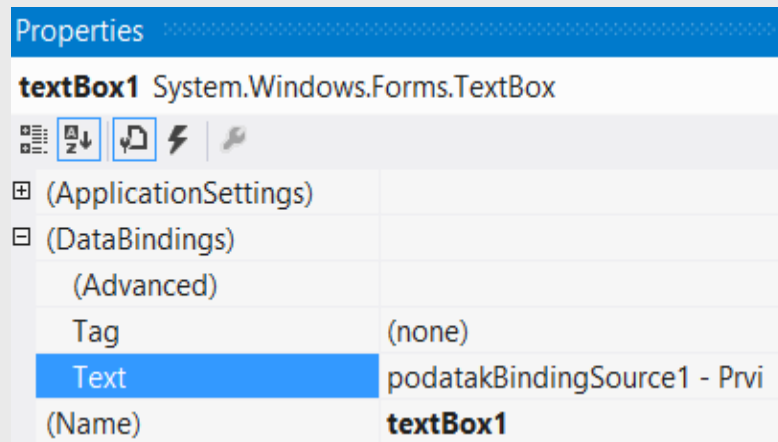 Properties
textBox1 System.Windows.Forms.TextBox
(ApplicationSettings)
(DataBindings)
(Advanced)
Tag (none)
Text podatakBindingSource1 - Prvi
(Name) textBox1